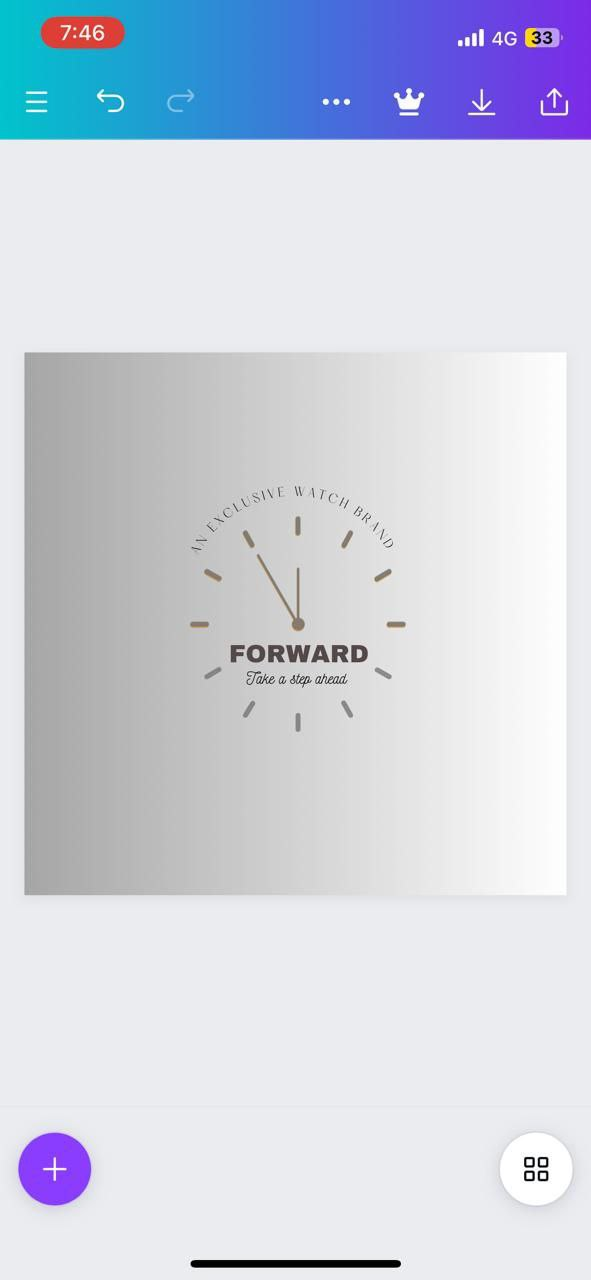 7:46
4G
33
AN EXCLUSIVE WATCH BRAND
FORWARD
Take a step ahead